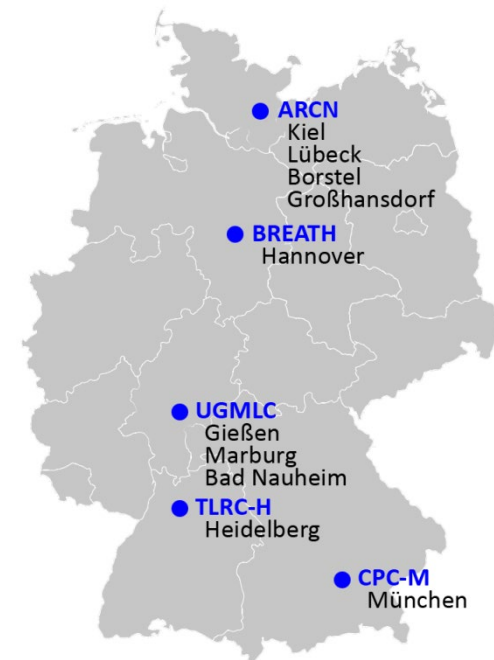 ARCN
Kiel
Lübeck
Borstel
Großhansdorf
BREATH
Hannover
UGMLC
Gießen
Marburg
Bad Nauheim
TLRC-H
Heidelberg
CPC-M
München